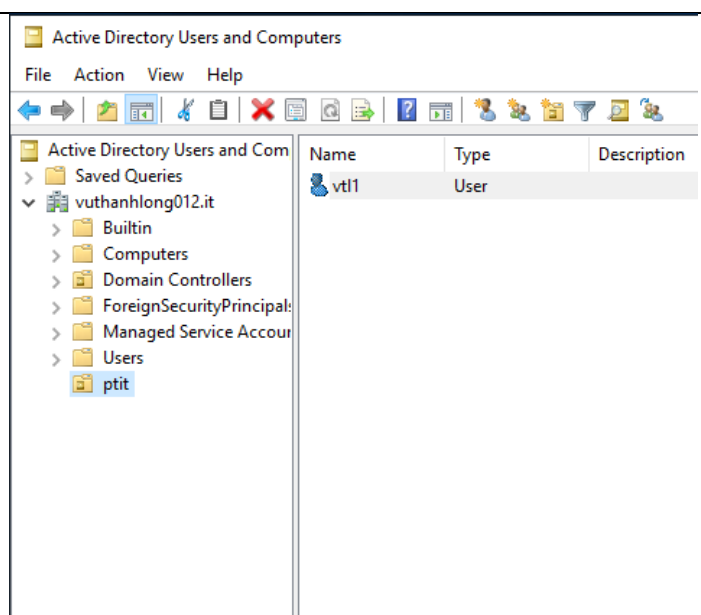 Active Directory Users and Computers
File Action View Help
Active Directory Users and Com
Saved Queries
vuthanhlong012.it
Builtin
Computers
Domain Controllers
ForeignSecurityPrincipals
Managed Service Accour
Users
ptit
Name Type Description
vtl1 User